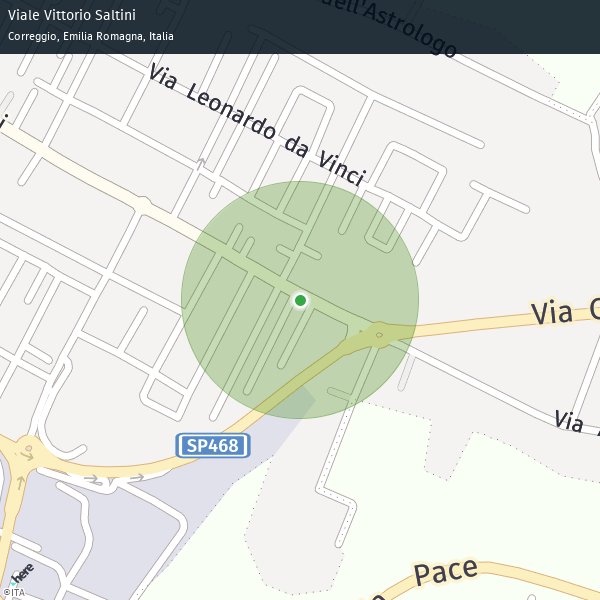 Viale Vittorio Saltini
Correggio, Emilia Romagna, Italia
dell'Astrologo
Via Leonardo da Vinci
Via
SP468
Via
Pace
here
©ITA